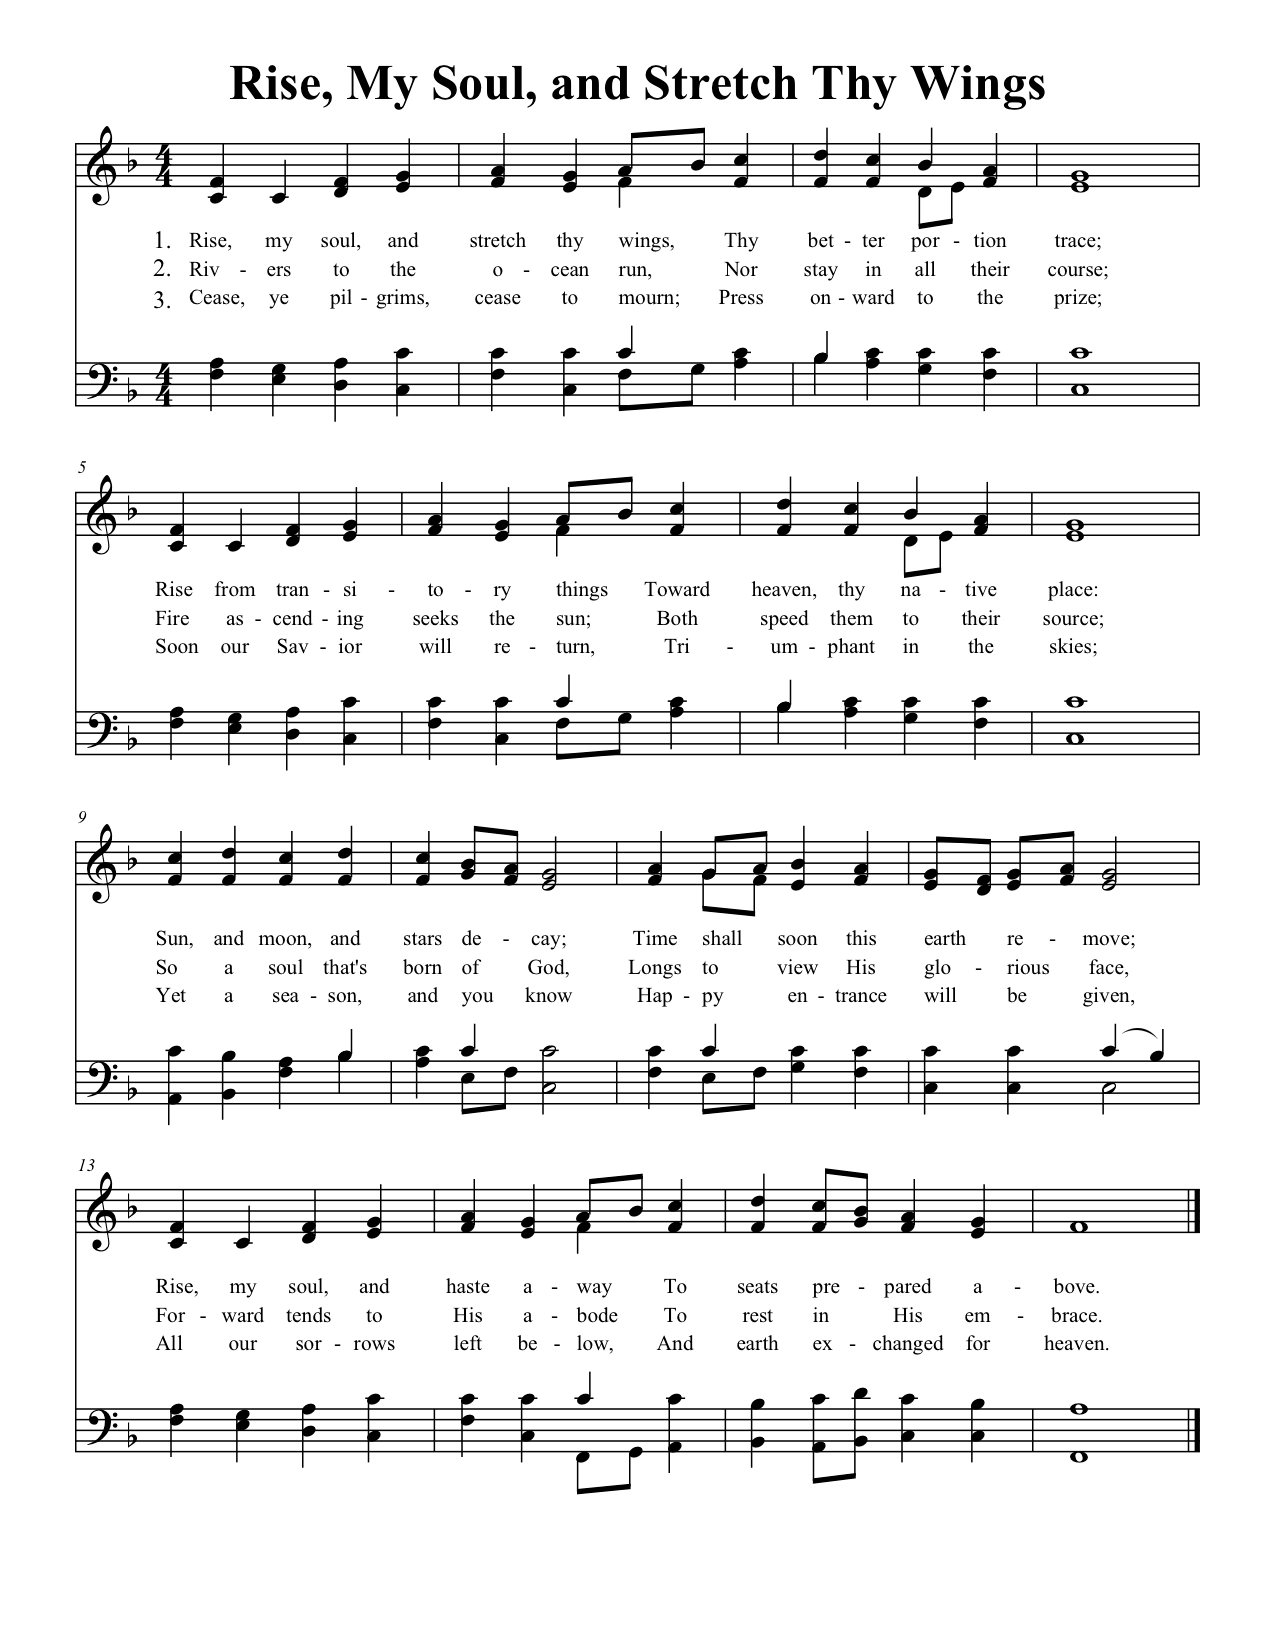 Rise, My Soul, and Stretch Thy Wings
4 4
1. Rise, my soul, and stretch thy wings, Thy bet - ter por - tion trace;
2. Riv - ers to the o - cean run, Nor stay in all their course;
3. Cease, ye pil - grims, cease to mourn; Press on - ward to the prize;
4 4
5
Rise from tran - si - to - ry things Toward heaven, thy na - tive place:
Fire as - cend - ing seeks the sun; Both speed them to their source;
Soon our Sav - ior will re - turn, Tri - um - phant in the skies;
9
Sun, and moon, and stars de - cay; Time shall soon this earth re - move;
So a soul that's born of God, Longs to view His glo - rious face,
Yet a sea - son, and you know Hap - py en - trance will be given,
13
Rise, my soul, and haste a - way To seats pre - pared a - bove.
For - ward tends to His a - bode To rest in His em - brace.
All our sor - rows left be - low, And earth ex - changed for heaven.